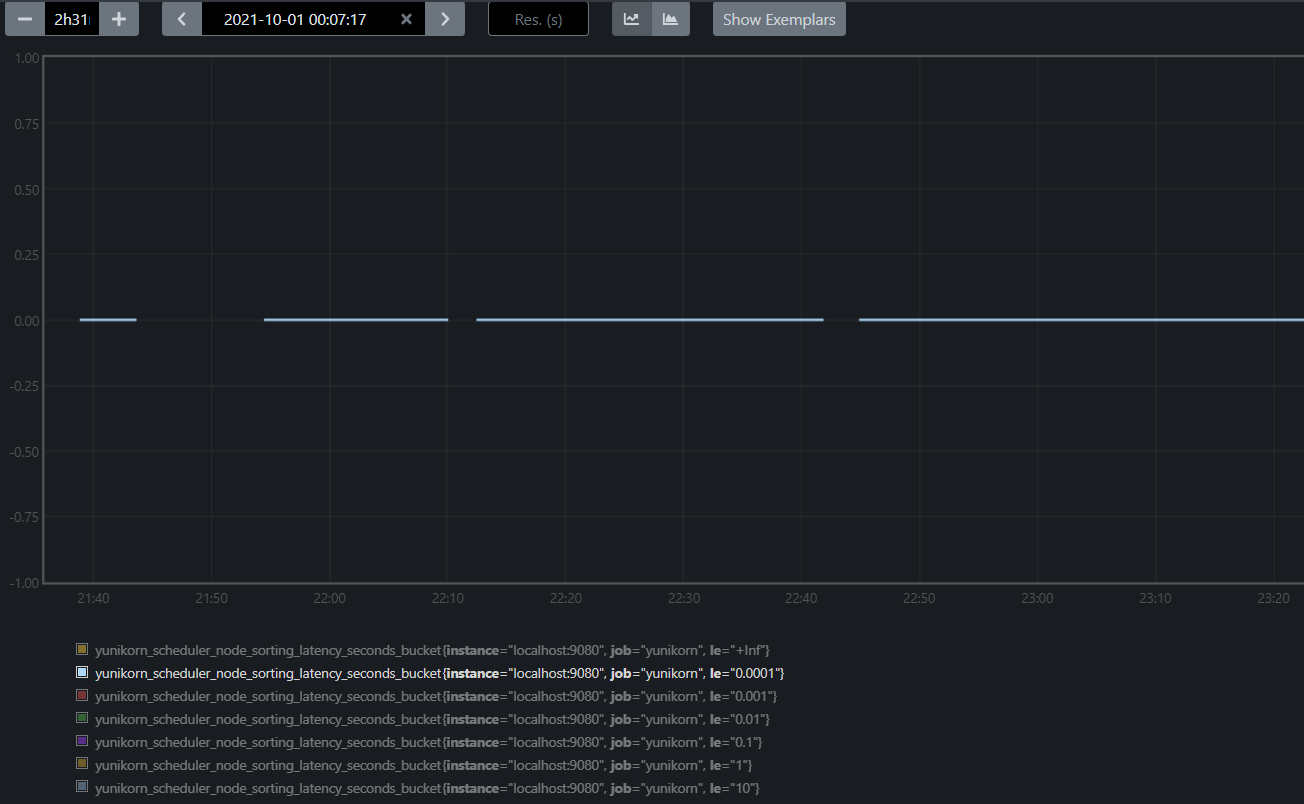 2h31 2021-10-01 00:07:17 Res. (s) Show Exemplars
1.00
0.75
0.50
0.25
0.00
-0.25
-0.50
-0.75
-1.00
21:40 21:50 22:00 22:10 22:20 22:30 22:40 22:50 23:00 23:10 23:20
yunikorn_scheduler_node_sorting_latency_seconds_bucket{instance="localhost:9080", job="yunikorn", le="+Inf"}
yunikorn_scheduler_node_sorting_latency_seconds_bucket{instance="localhost:9080", job="yunikorn", le="0.0001"}
yunikorn_scheduler_node_sorting_latency_seconds_bucket{instance="localhost:9080", job="yunikorn", le="0.001"}
yunikorn_scheduler_node_sorting_latency_seconds_bucket{instance="localhost:9080", job="yunikorn", le="0.01"}
yunikorn_scheduler_node_sorting_latency_seconds_bucket{instance="localhost:9080", job="yunikorn", le="0.1"}
yunikorn_scheduler_node_sorting_latency_seconds_bucket{instance="localhost:9080", job="yunikorn", le="1"}
yunikorn_scheduler_node_sorting_latency_seconds_bucket{instance="localhost:9080", job="yunikorn", le="10"}